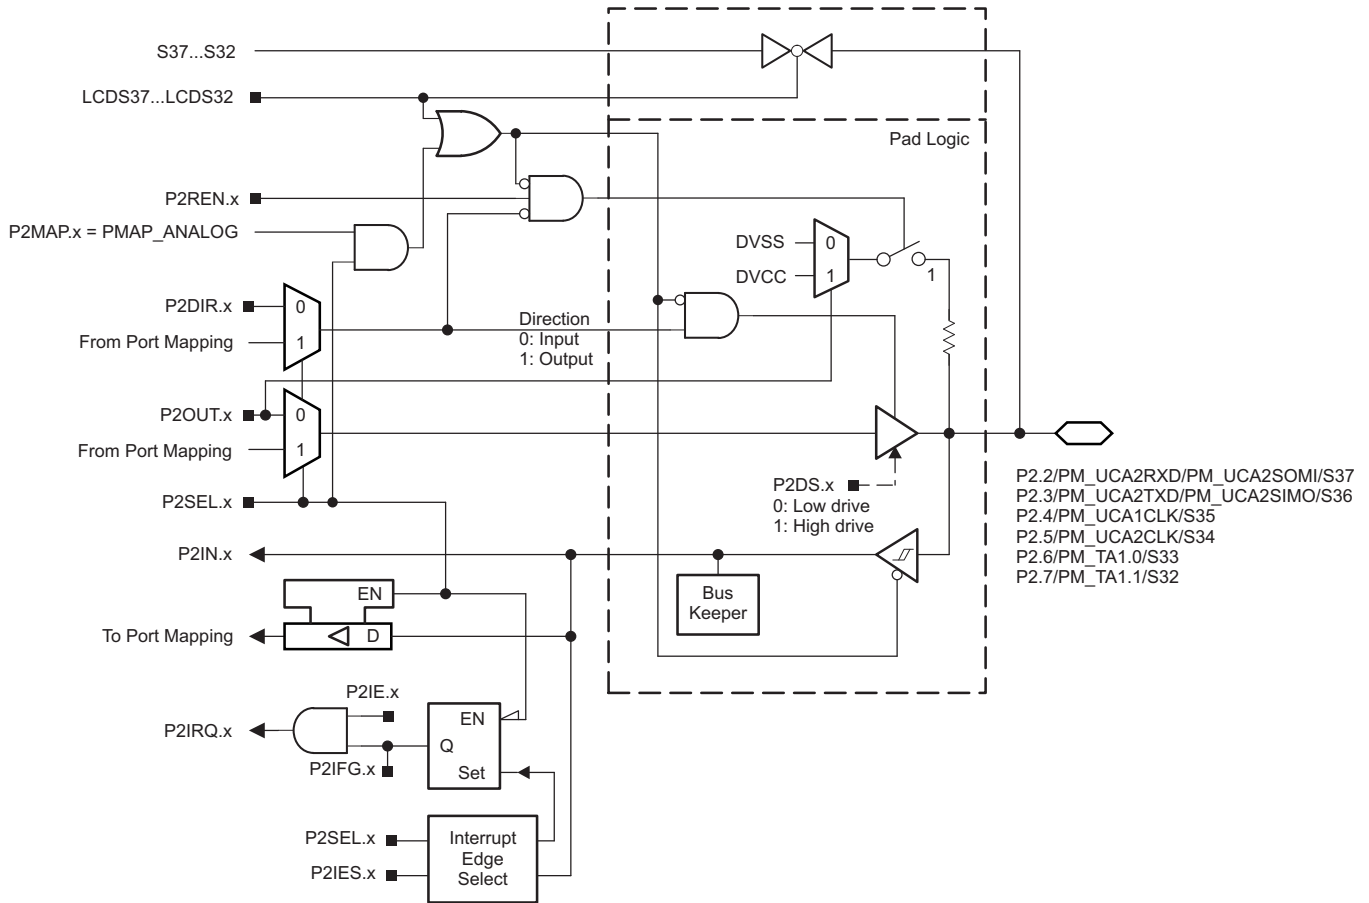 S37...S32
LCDS37...LCDS32
Pad Logic
P2REN.x
P2MAP.x = PMAP_ANALOG
DVSS
0
DVCC
1
1
P2DIR.x
0
From Port Mapping
1
Direction
0: Input
1: Output
P2OUT.x
0
From Port Mapping
1
P2SEL.x
P2DS.x
0: Low drive
1: High drive
P2.2/PM_UCA2RXD/PM_UCA2SOMI/S37
P2.3/PM_UCA2TXD/PM_UCA2SIMO/S36
P2.4/PM_UCA1CLK/S35
P2.5/PM_UCA2CLK/S34
P2.6/PM_TA1.0/S33
P2.7/PM_TA1.1/S32
P2IN.x
Bus
Keeper
EN
To Port Mapping
D
P2IE.x
P2IRQ.x
EN
Q
P2IFG.x
Set
P2SEL.x
P2IES.x
Interrupt
Edge
Select